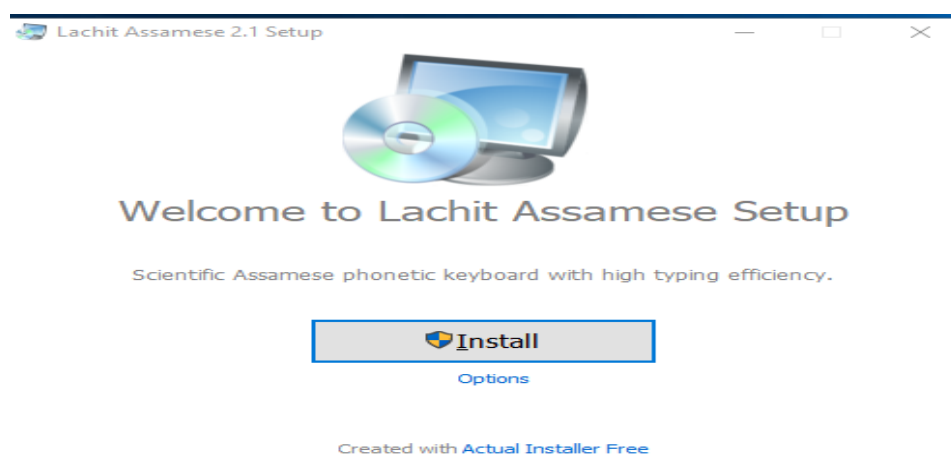 Lachit Assamese 2.1 Setup
Welcome to Lachit Assamese Setup
Scientific Assamese phonetic keyboard with high typing efficiency.
Install
Options
Created with Actual Installer Free